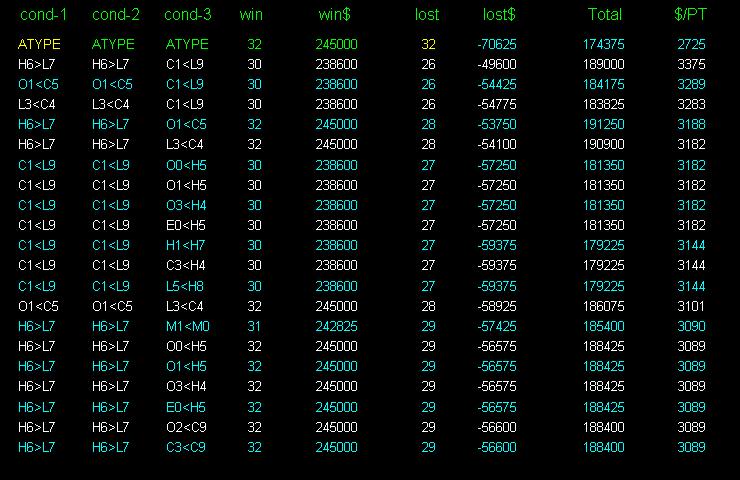 cond-1 cond-2 cond-3 win win$ lost lost$ Total $/PT
ATYPE ATYPE ATYPE 32 245000 32 -70625 174375 2725
H6>L7 H6>L7 C1<L9 30 238600 26 -49600 189000 3375
O1<C5 O1<C5 C1<L9 30 238600 26 -54425 184175 3289
L3<C4 L3<C4 C1<L9 30 238600 26 -54775 183825 3283
H6>L7 H6>L7 O1<C5 32 245000 28 -53750 191250 3188
H6>L7 H6>L7 L3<C4 32 245000 28 -54100 190900 3182
C1<L9 C1<L9 O0<H5 30 238600 27 -57250 181350 3182
C1<L9 C1<L9 O1<H5 30 238600 27 -57250 181350 3182
C1<L9 C1<L9 O3<H4 30 238600 27 -57250 181350 3182
C1<L9 C1<L9 E0<H5 30 238600 27 -57250 181350 3182
C1<L9 C1<L9 H1<H7 30 238600 27 -59375 179225 3144
C1<L9 C1<L9 C3<H4 30 238600 27 -59375 179225 3144
C1<L9 C1<L9 L5<H8 30 238600 27 -59375 179225 3144
O1<C5 O1<C5 L3<C4 32 245000 28 -58925 186075 3101
H6>L7 H6>L7 M1<M0 31 242825 29 -57425 185400 3090
H6>L7 H6>L7 O0<H5 32 245000 29 -56575 188425 3089
H6>L7 H6>L7 O1<H5 32 245000 29 -56575 188425 3089
H6>L7 H6>L7 O3<H4 32 245000 29 -56575 188425 3089
H6>L7 H6>L7 E0<H5 32 245000 29 -56575 188425 3089
H6>L7 H6>L7 O2<C9 32 245000 29 -56600 188400 3089
H6>L7 H6>L7 C3<C9 32 245000 29 -56600 188400 3089